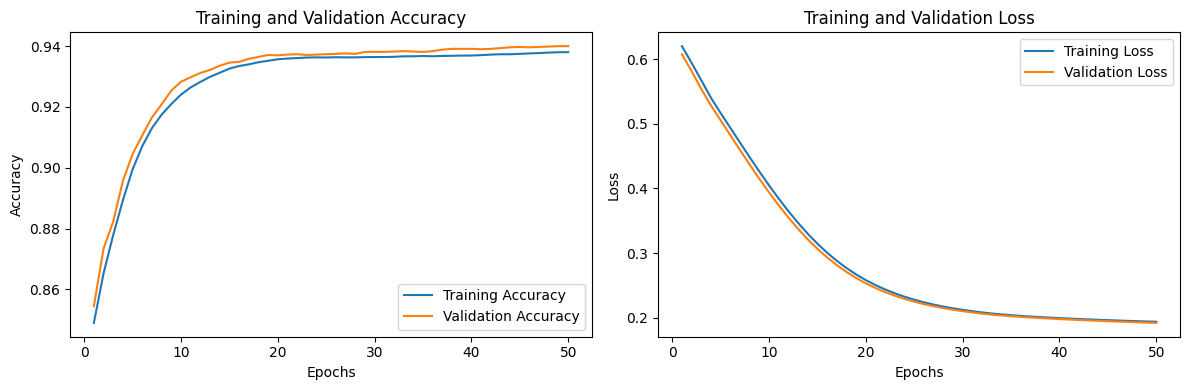 Training and Validation Accuracy
Accuracy
0.94
0.92
0.90
0.88
0.86
0
10
20
30
40
50
Epochs
Training Accuracy
Validation Accuracy
Training and Validation Loss
Loss
0.6
0.5
0.4
0.3
0.2
0
10
20
30
40
50
Epochs
Training Loss
Validation Loss